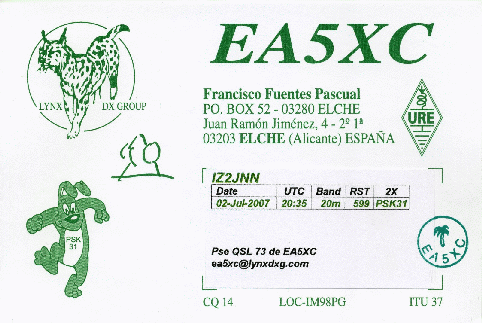 EA5XC
LYNX DX GROUP
Francisco Fuentes Pascual
PO. BOX 52 - 03280 ELCHE
Juan Ramón Jiménez, 4 - 2º 1ª
03203 ELCHE (Alicante) ESPAÑA
URE
IZ2JNN
Date UTC Band RST 2X
02-Jul-2007 20:35 20m 599 PSK31
PSK
31
Pse QSL 73 de EA5XC
ea5xc@lynxdxg.com
EA5XC
CQ 14 LOC-IM98PG ITU 37